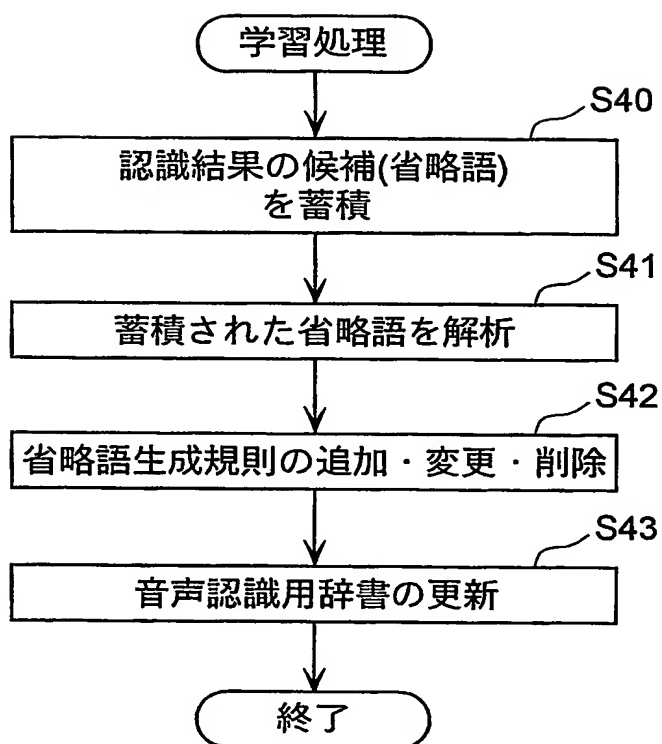 学習処理
S40
認識結果の候補(省略語)
を蓄積
S41
蓄積された省略語を解析
S42
省略語生成規則の追加・変更・削除
S43
音声認識用辞書の更新
終了